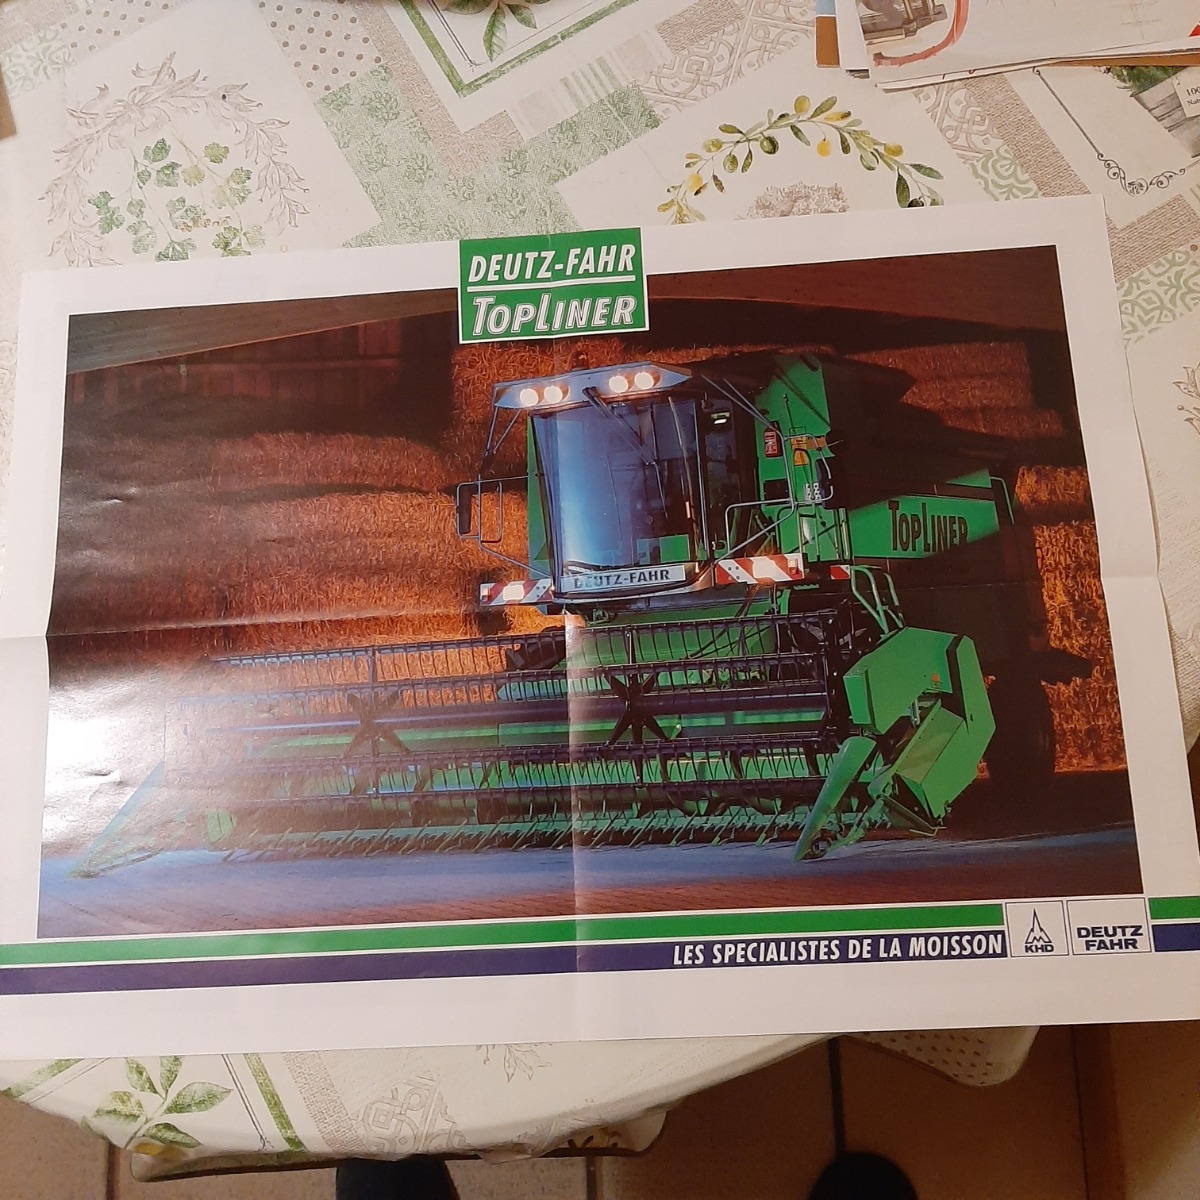 DEUTZ-FAHR
TOPLINER
TOPLINER
DEUTZ-FAHR
LES SPECIALISTES DE LA MOISSON
KHD
DEUTZ
FAHR